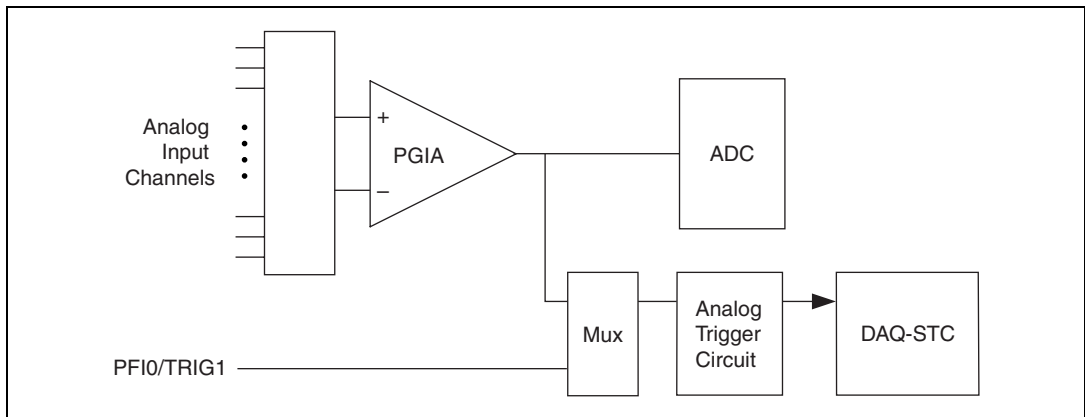 Analog
Input
Channels
+
PGIA
−
ADC
Mux
Analog
Trigger
Circuit
DAQ-STC
PFI0/TRIG1